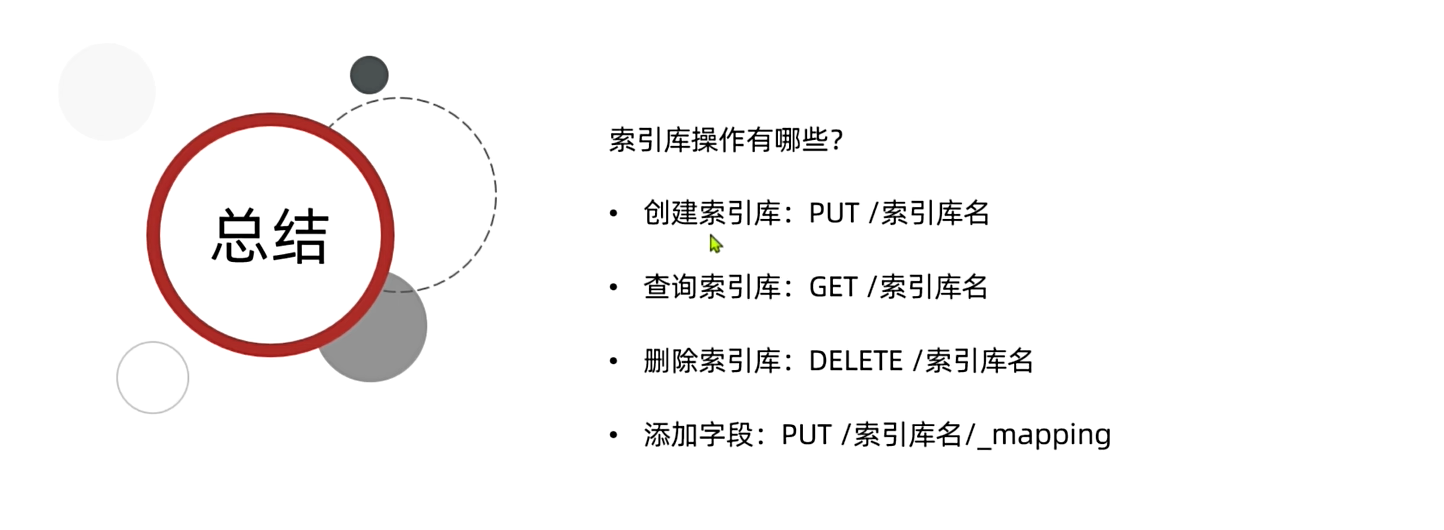 总结
索引库操作有哪些？
• 创建索引库：PUT /索引库名
• 查询索引库：GET /索引库名
• 删除索引库：DELETE /索引库名
• 添加字段：PUT /索引库名/_mapping